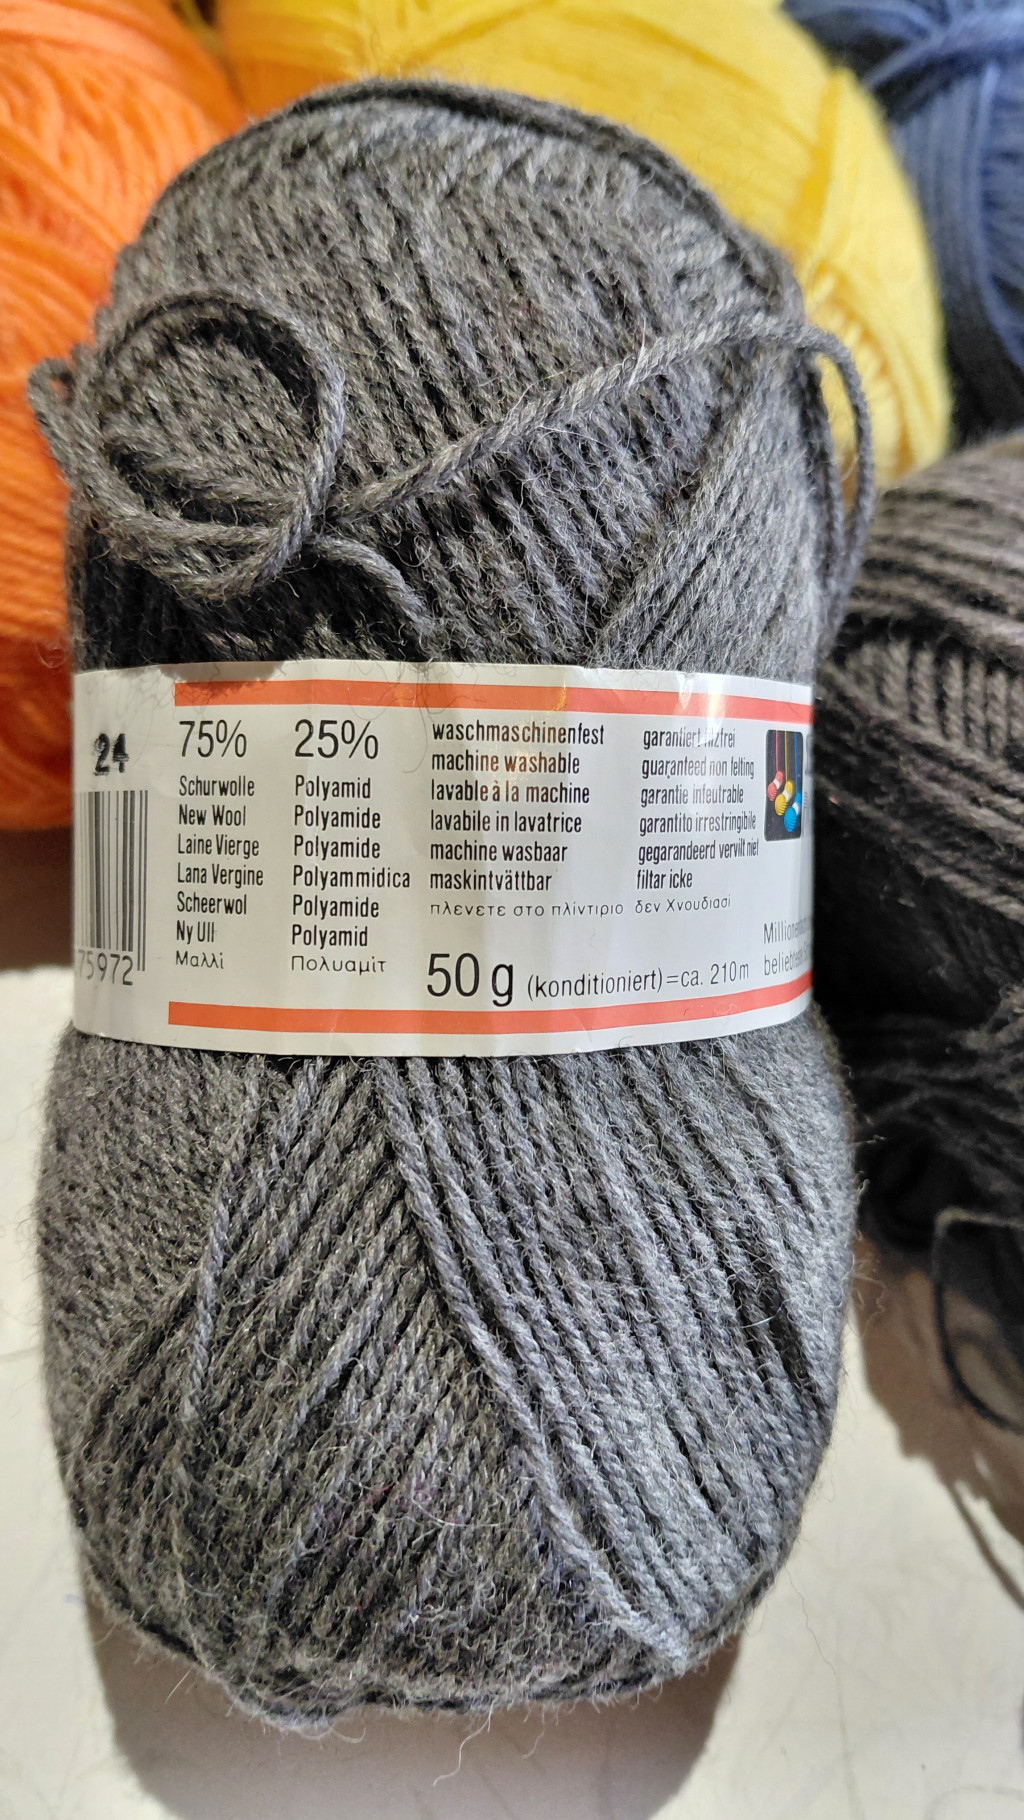 24
75972
75%
Schurwolle
New Wool
Laine Vierge
Lana Vergine
Scheerwol
Ny Ull
Μαλλί
25%
Polyamid
Polyamide
Polyamide
Polyammidica
Polyamide
Polyamid
Πολυαμίτ
waschmaschinenfest
machine washable
lavable à la machine
lavabile in lavatrice
machine wasbaar
maskintvättbar
πλενετε στο πλίντιριο
garantiert filzfrei
guaranteed non felting
garantie infeutrable
garantito irrestringibile
gegarandeerd vervilt niet
filtar icke
δεν Χνουδιασί
50 g (konditioniert)=ca. 210m